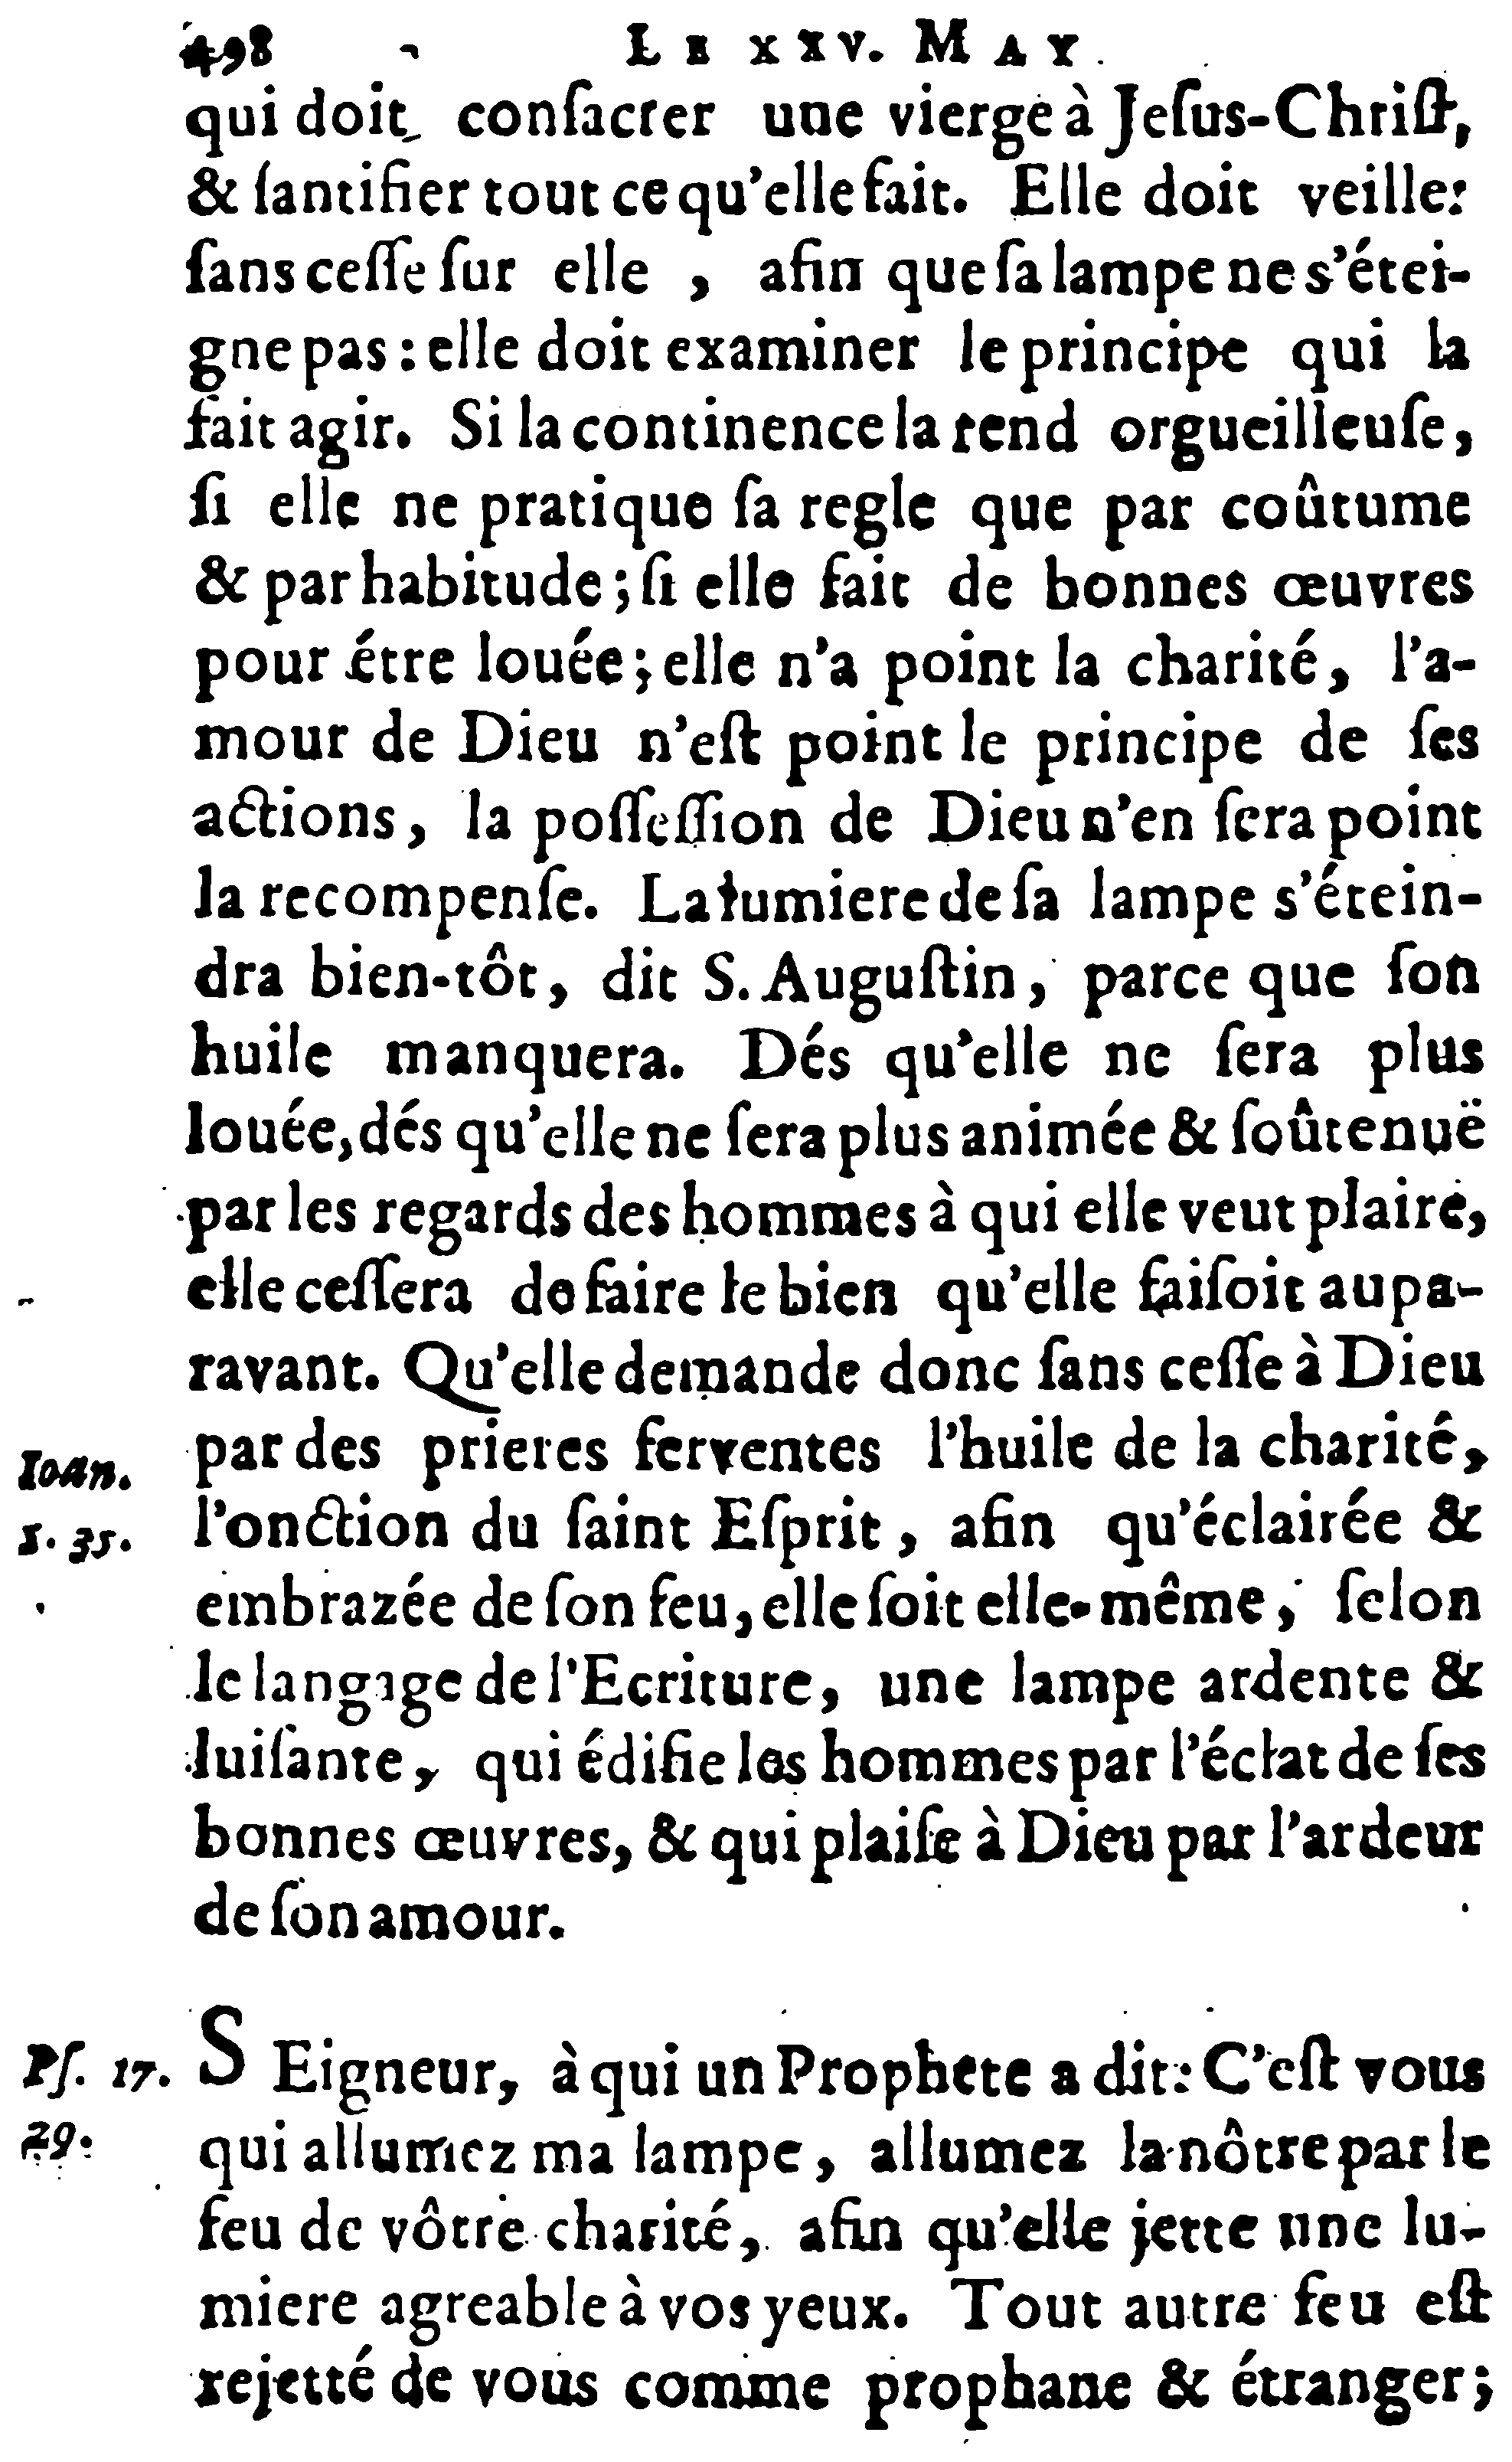 498 LE XXV. MAY.
qui doit conſacrer une vierge à Jeſus-Chriſt,
& ſantifier tout ce qu'elle fait. Elle doit veiller
ſans ceſſe ſur elle , afin que ſa lampe ne s'étei-
gne pas : elle doit examiner le principe qui la
fait agir. Si la continence la rend orgueilleuſe,
ſi elle ne pratique ſa regle que par coûtume
& par habitude ; ſi elle fait de bonnes œuvres
pour étre louée ; elle n'a point la charité, l'a-
mour de Dieu n'eſt point le principe de ſes
actions, la poſſeſſion de Dieu n'en ſera point
la recompenſe. La lumiere de ſa lampe s'étein-
dra bien-tôt, dit S. Auguſtin, parce que ſon
huile manquera. Dés qu'elle ne ſera plus
louée, dés qu'elle ne ſera plus animée & ſoûtenuë
par les regards des hommes à qui elle veut plaire,
elle ceſſera de faire le bien qu'elle faiſoit aupa-
ravant. Qu'elle demande donc ſans ceſſe à Dieu
par des prieres ferventes l'huile de la charité,
l'onction du ſaint Eſprit , afin qu'éclairée &
embrazée de ſon feu, elle ſoit elle-même, ſelon
le langage de l'Ecriture, une lampe ardente &
luiſante, qui édifie les hommes par l'éclat de ſes
bonnes œuvres, & qui plaiſe à Dieu par l'ardeur
de ſon amour.
Ioan.
5. 35.
SEigneur, à qui un Prophete a dit : C'eſt vous
qui allumez ma lampe , allumez la nôtre par le
feu de vôtre charité, afin qu'elle jette une lu-
miere agreable à vos yeux. Tout autre feu eſt
rejetté de vous comme prophane & étranger ;
Pſ. 17.
29.